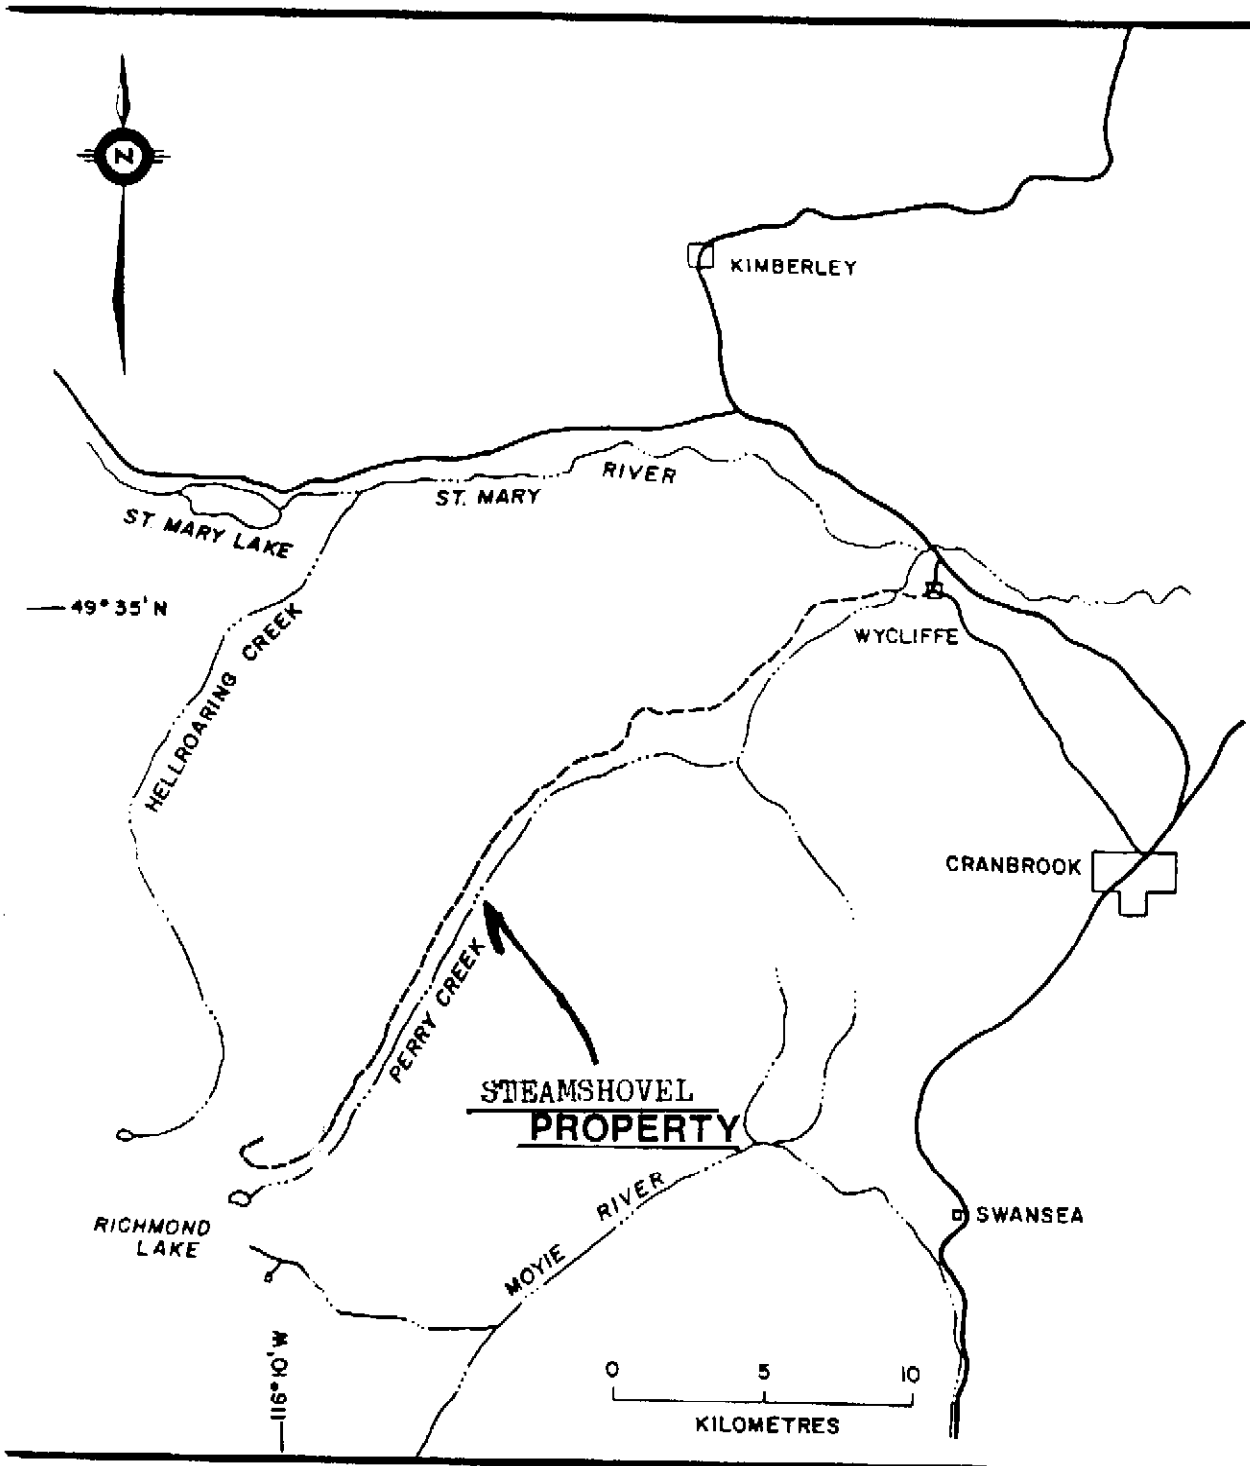 N
KIMBERLEY
RIVER
ST. MARY
ST. MARY LAKE
49° 35' N
HELLROARING CREEK
WYCLIFFE
CRANBROOK
PERRY CREEK
STEAMSHOVEL
PROPERTY
RICHMOND
LAKE
MOYIE RIVER
SWANSEA
116° 10' W
0 5 10
KILOMETRES